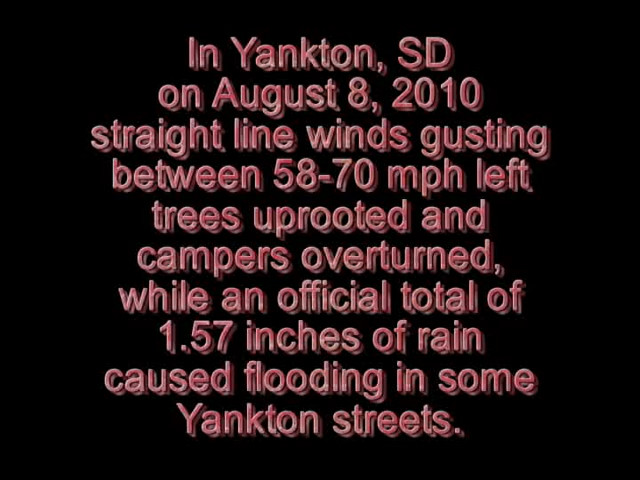 In Yankton, SD
on August 8, 2010
straight line winds gusting
between 58-70 mph left
trees uprooted and
campers overturned,
while an official total of
1.57 inches of rain
caused flooding in some
Yankton streets.